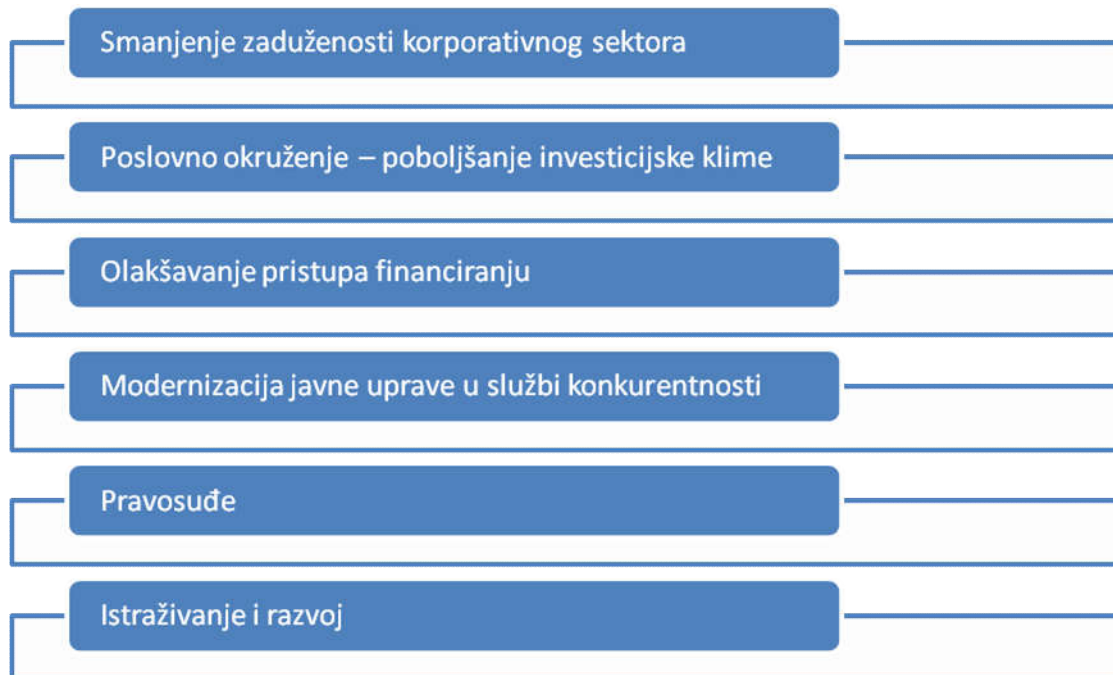 Smanjenje zaduženosti korporativnog sektora
Poslovno okruženje – poboljšanje investicijske klime
Olakšavanje pristupa financiranju
Modernizacija javne uprave u službi konkurentnosti
Pravosuđe
Istraživanje i razvoj